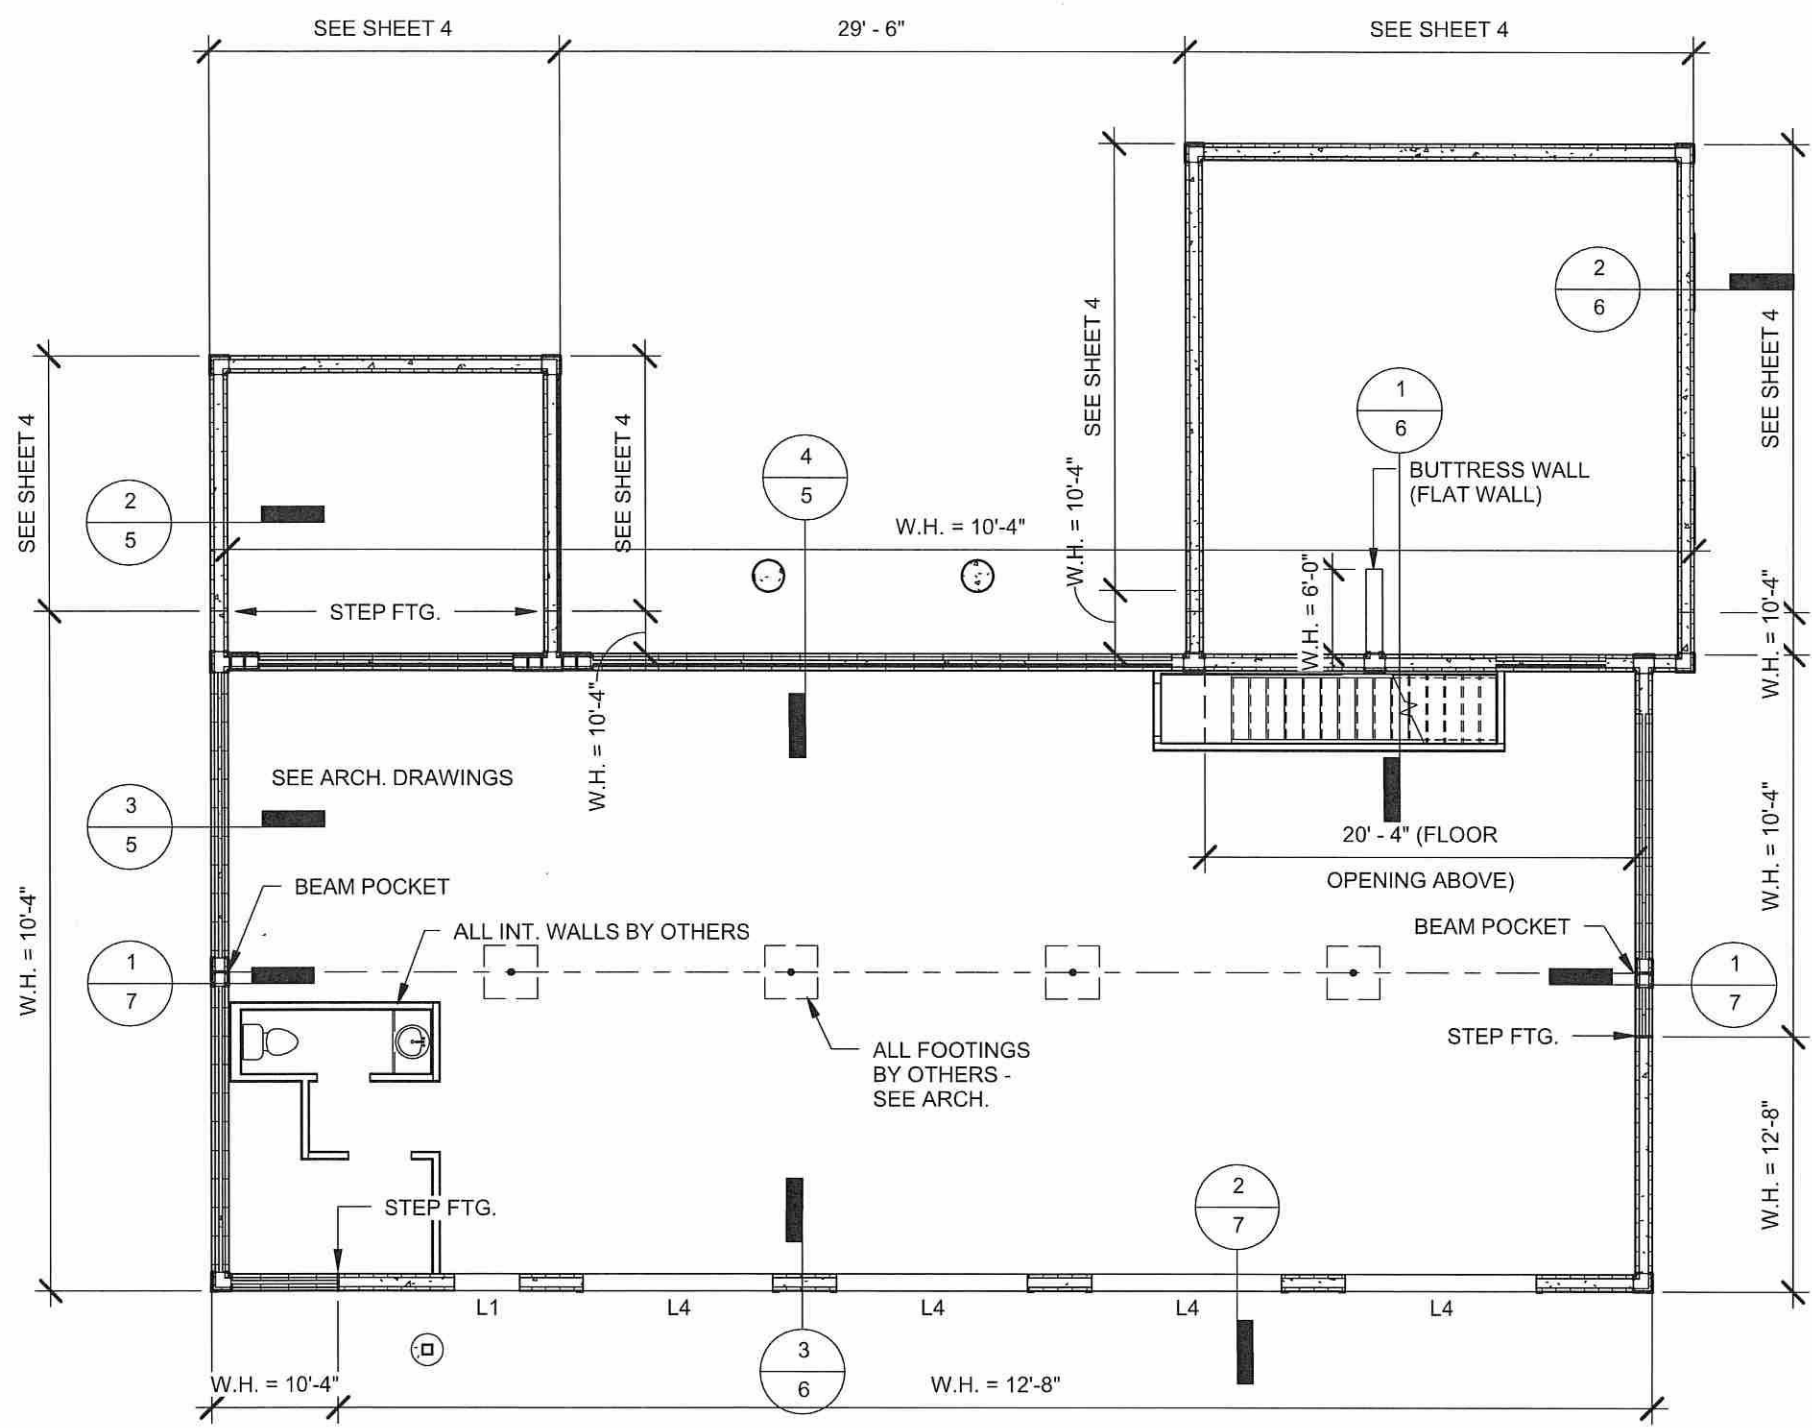 SEE SHEET 4
29' - 6"
SEE SHEET 4
2
6
SEE SHEET 4
SEE SHEET 4
1
6
SEE SHEET 4
SEE SHEET 4
4
5
BUTTRESS WALL
(FLAT WALL)
2
5
W.H. = 10'-4"
W.H. = 10'-4"
W.H. = 6'-0"
W.H. = 10'-4"
STEP FTG.
W.H. = 10'-4"
SEE ARCH. DRAWINGS
3
5
20' - 4" (FLOOR
OPENING ABOVE)
W.H. = 10'-4"
BEAM POCKET
ALL INT. WALLS BY OTHERS
BEAM POCKET
W.H. = 10'-4"
1
7
1
7
STEP FTG.
ALL FOOTINGS
BY OTHERS -
SEE ARCH.
W.H. = 12'-8"
STEP FTG.
2
7
L1
L4
L4
L4
L4
3
6
W.H. = 10'-4"
W.H. = 12'-8"